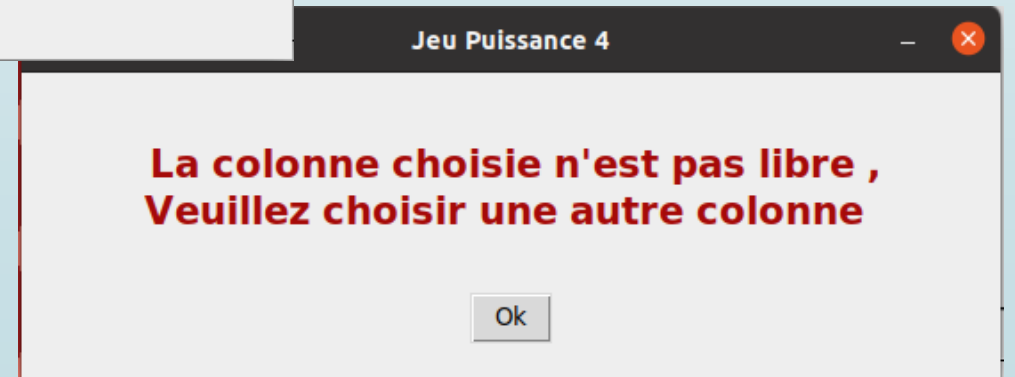 Jeu Puissance 4
La colonne choisie n'est pas libre ,
Veuillez choisir une autre colonne
Ok